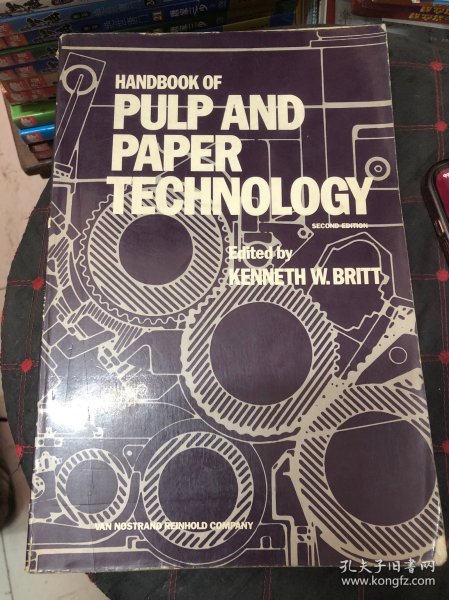 HANDBOOK OF
PULP AND
PAPER
TECHNOLOGY
SECOND EDITION
Edited by
KENNETH W. BRITT
VAN NOSTRAND REINHOLD COMPANY
孔夫子旧书网
www.kongfz.com